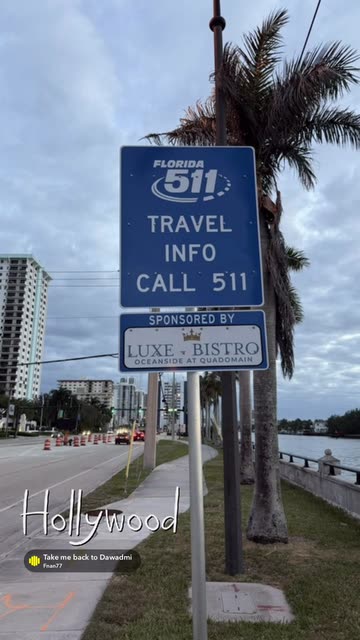 FLORIDA
511
TRAVEL
INFO
CALL 511
SPONSORED BY
LUXE BISTRO
OCEANSIDE AT QUADOMAIN
Hollywood
Take me back to Dawadmi
Fnan77